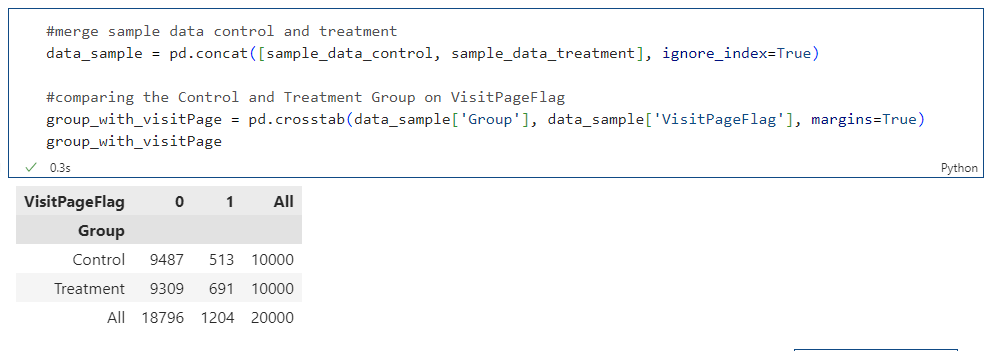 #merge sample data control and treatment
data_sample = pd.concat([sample_data_control, sample_data_treatment], ignore_index=True)
#comparing the Control and Treatment Group on VisitPageFlag
group_with_visitPage = pd.crosstab(data_sample['Group'], data_sample['VisitPageFlag'], margins=True)
group_with_visitPage
✓ 0.3s Python
VisitPageFlag 0 1 All
Group
Control 9487 513 10000
Treatment 9309 691 10000
All 18796 1204 20000